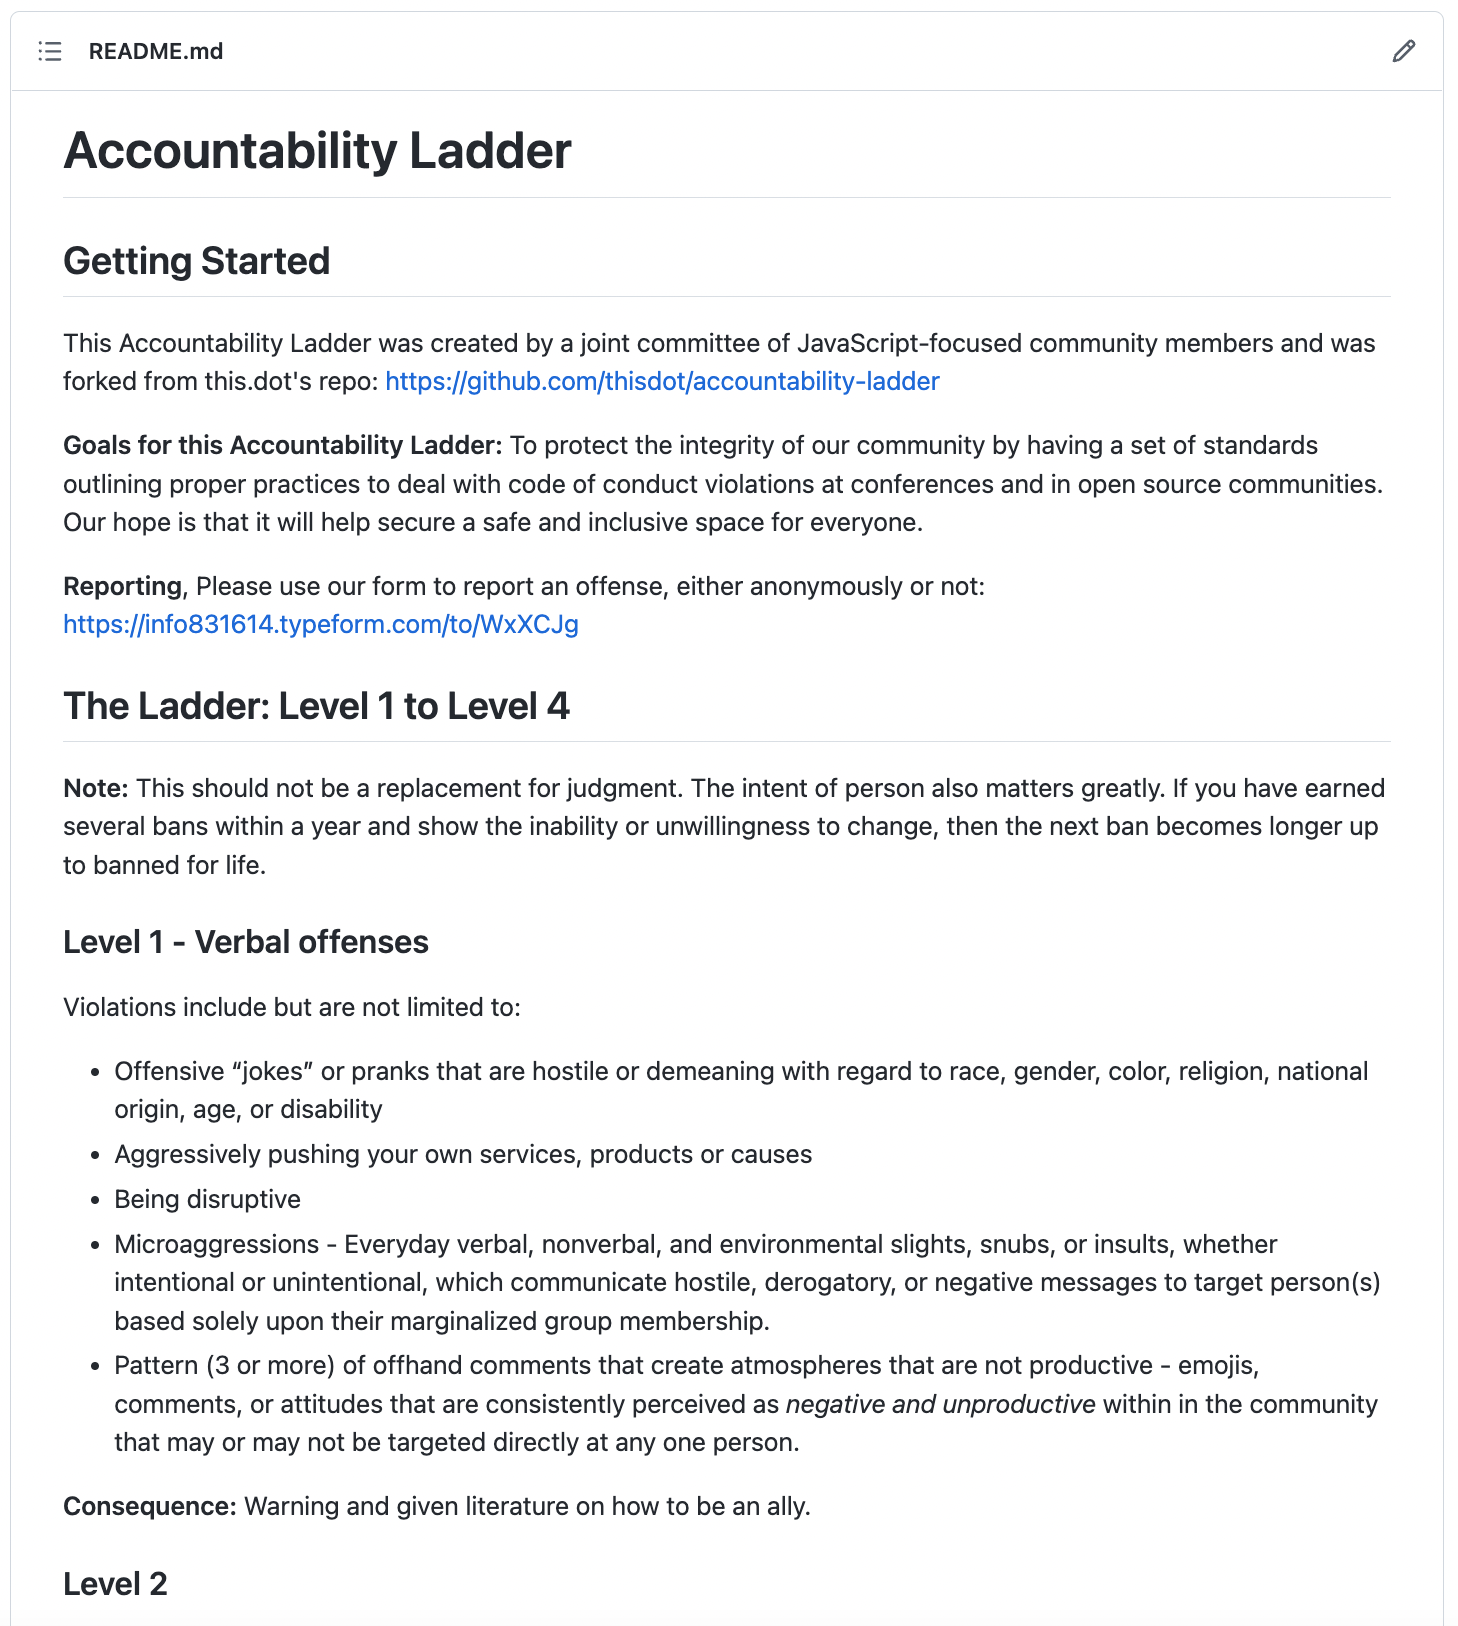 README.md
Accountability Ladder
Getting Started
This Accountability Ladder was created by a joint committee of JavaScript-focused community members and was
forked from this.dot's repo: https://github.com/thisdot/accountability-ladder
Goals for this Accountability Ladder: To protect the integrity of our community by having a set of standards
outlining proper practices to deal with code of conduct violations at conferences and in open source communities.
Our hope is that it will help secure a safe and inclusive space for everyone.
Reporting, Please use our form to report an offense, either anonymously or not:
https://info831614.typeform.com/to/WxXCJg
The Ladder: Level 1 to Level 4
Note: This should not be a replacement for judgment. The intent of person also matters greatly. If you have earned
several bans within a year and show the inability or unwillingness to change, then the next ban becomes longer up
to banned for life.
Level 1 - Verbal offenses
Violations include but are not limited to:
• Offensive “jokes” or pranks that are hostile or demeaning with regard to race, gender, color, religion, national
origin, age, or disability
• Aggressively pushing your own services, products or causes
• Being disruptive
• Microaggressions - Everyday verbal, nonverbal, and environmental slights, snubs, or insults, whether
intentional or unintentional, which communicate hostile, derogatory, or negative messages to target person(s)
based solely upon their marginalized group membership.
• Pattern (3 or more) of offhand comments that create atmospheres that are not productive - emojis,
comments, or attitudes that are consistently perceived as negative and unproductive within in the community
that may or may not be targeted directly at any one person.
Consequence: Warning and given literature on how to be an ally.
Level 2